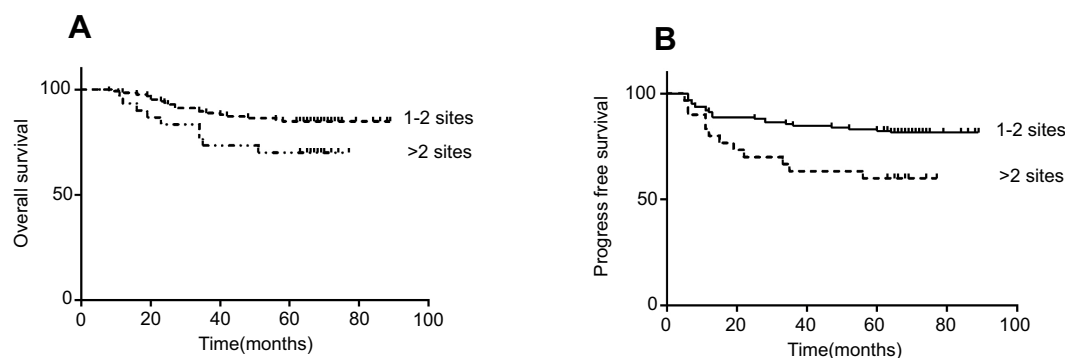 A
Overall survival
100
50
0
0 20 40 60 80 100
Time(months)
1-2 sites
>2 sites
B
Progress free survival
100
50
0
0 20 40 60 80 100
Time(months)
1-2 sites
>2 sites